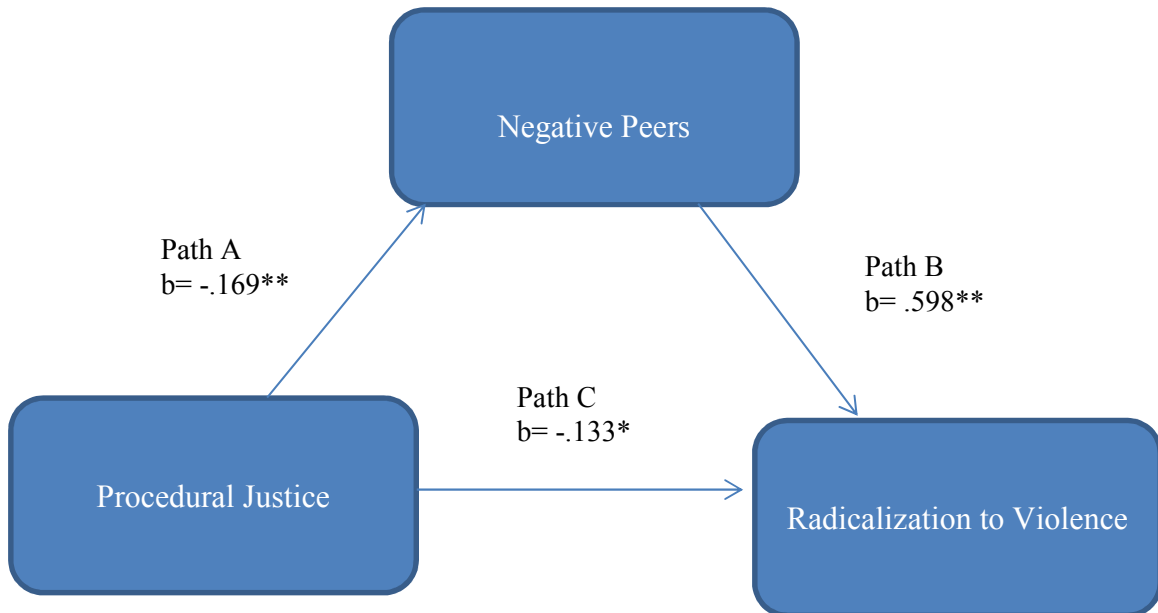 Negative Peers
Path A
b= -.169**
Path B
b= .598**
Path C
b= -.133*
Procedural Justice
Radicalization to Violence